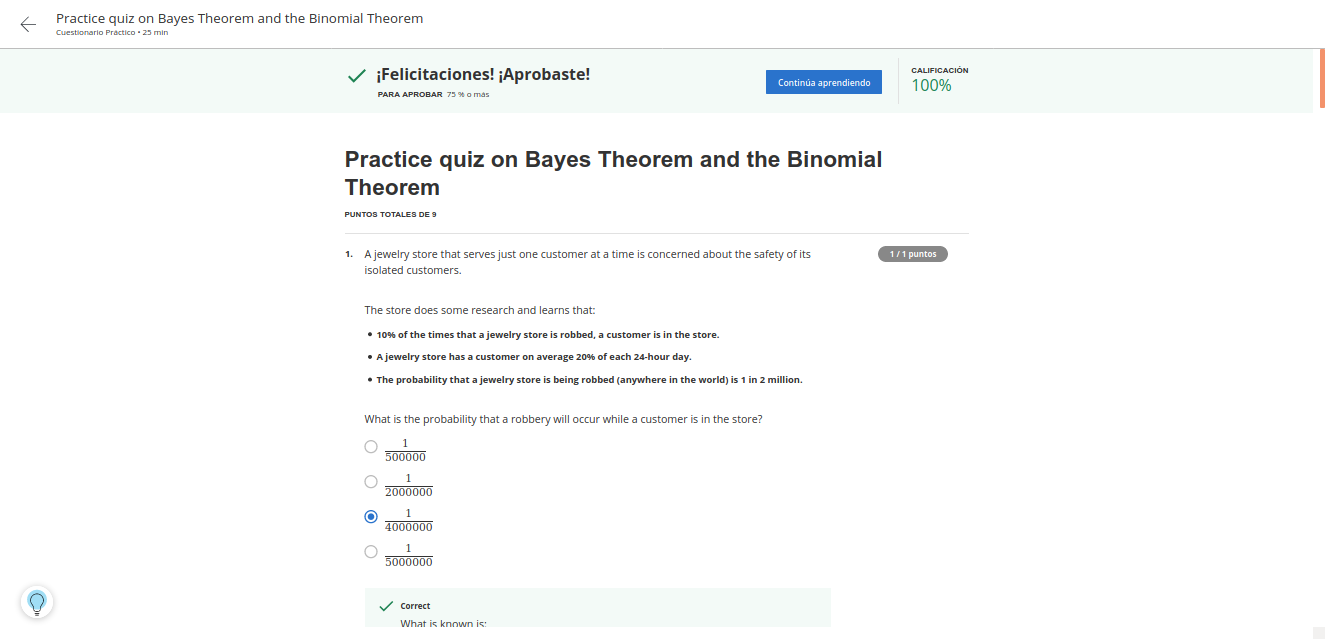 Practice quiz on Bayes Theorem and the Binomial Theorem
Cuestionario Práctico • 25 min
¡Felicitaciones! ¡Aprobaste!
PARA APROBAR 75 % o más
Continúa aprendiendo
CALIFICACIÓN
100%
Practice quiz on Bayes Theorem and the Binomial
Theorem
PUNTOS TOTALES DE 9
1. A jewelry store that serves just one customer at a time is concerned about the safety of its
isolated customers.
1 / 1 puntos
The store does some research and learns that:
• 10% of the times that a jewelry store is robbed, a customer is in the store.
• A jewelry store has a customer on average 20% of each 24-hour day.
• The probability that a jewelry store is being robbed (anywhere in the world) is 1 in 2 million.
What is the probability that a robbery will occur while a customer is in the store?
1
500000
1
2000000
1
4000000
1
5000000
Correct
What is known is: